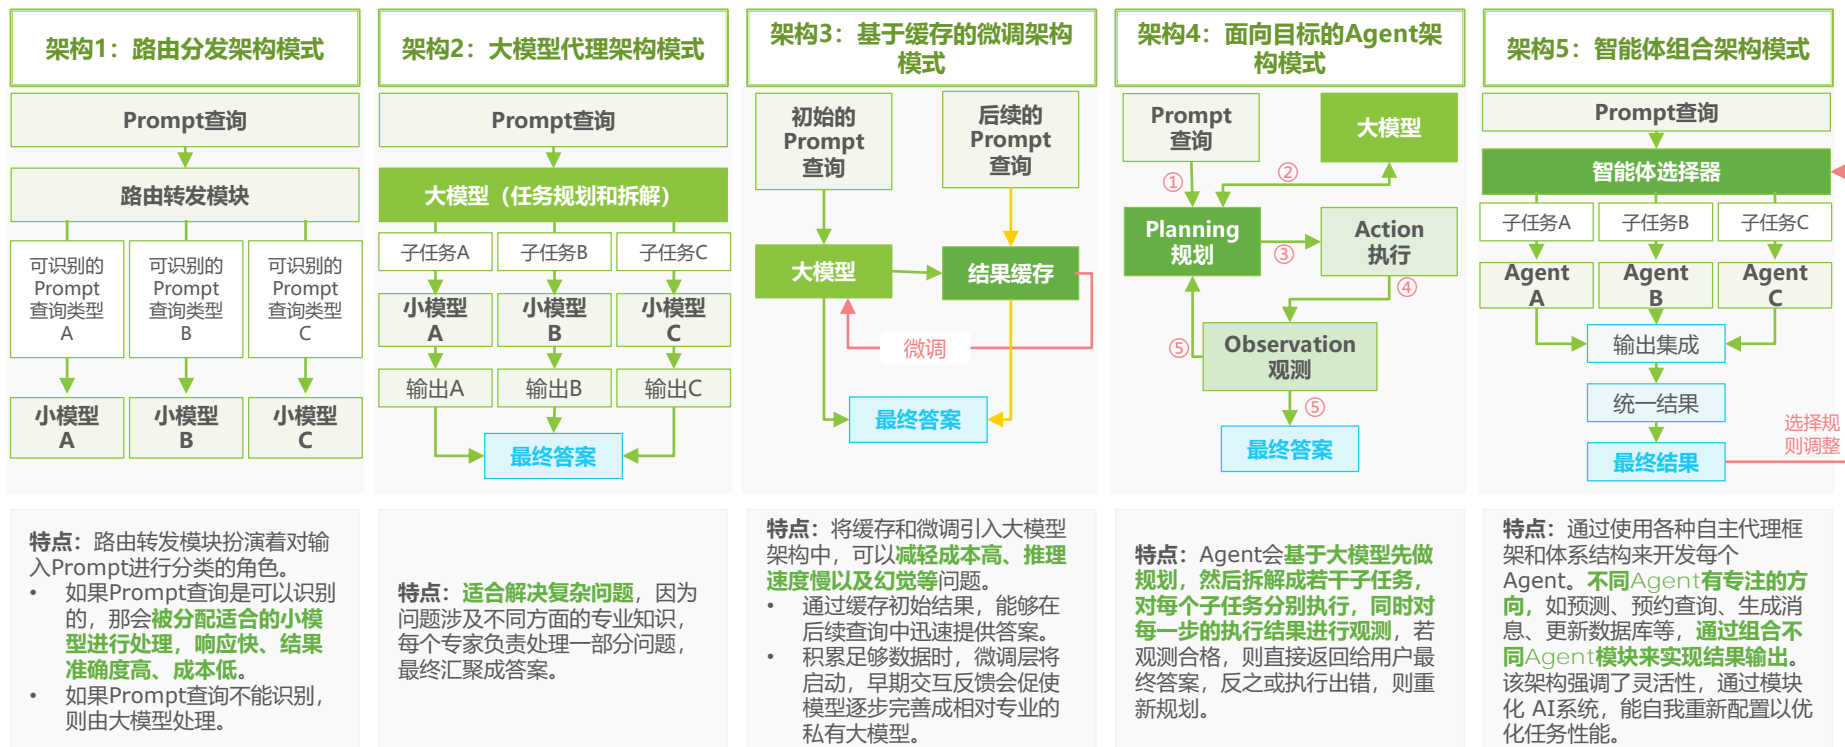 架构1：路由分发架构模式
Prompt查询
路由转发模块
可识别的
Prompt
查询类型
A
可识别的
Prompt
查询类型
B
可识别的
Prompt
查询类型
C
小模型
A
小模型
B
小模型
C
特点：路由转发模块扮演着对输
入Prompt进行分类的角色。
• 如果Prompt查询是可以识别
的，那会被分配适合的小模
型进行处理，响应快、结果
准确度高、成本低。
• 如果Prompt查询不能识别，
则由大模型处理。
架构2：大模型代理架构模式
Prompt查询
大模型（任务规划和拆解）
子任务A
子任务B
子任务C
小模型
A
小模型
B
小模型
C
输出A
输出B
输出C
最终答案
特点：适合解决复杂问题，因为
问题涉及不同方面的专业知识，
每个专家负责处理一部分问题，
最终汇聚成答案。
架构3：基于缓存的微调架构
模式
初始的
Prompt
查询
后续的
Prompt
查询
大模型
结果缓存
微调
最终答案
特点：将缓存和微调引入大模型
架构中，可以减轻成本高、推理
速度慢以及幻觉等问题。
• 通过缓存初始结果，能够在
后续查询中迅速提供答案。
• 积累足够数据时，微调层将
启动，早期交互反馈会促使
模型逐步完善成相对专业的
私有大模型。
架构4：面向目标的Agent架
构模式
Prompt
查询
大模型
①
②
Planning
规划
③
Action
执行
④
⑤
Observation
观测
⑤
最终答案
特点：Agent会基于大模型先做
规划，然后拆解成若干子任务，
对每个子任务分别执行，同时对
每一步的执行结果进行观测，若
观测合格，则直接返回给用户最
终答案，反之或执行出错，则重
新规划。
架构5：智能体组合架构模式
Prompt查询
智能体选择器
子任务A
子任务B
子任务C
Agent
A
Agent
B
Agent
C
输出集成
统一结果
最终结果
选择规
则调整
特点：通过使用各种自主代理框
架和体系结构来开发每个
Agent。不同Agent有专注的方
向，如预测、预约查询、生成消
息、更新数据库等，通过组合不
同Agent模块来实现结果输出。
该架构强调了灵活性，通过模块
化 AI系统，能自我重新配置以优
化任务性能。